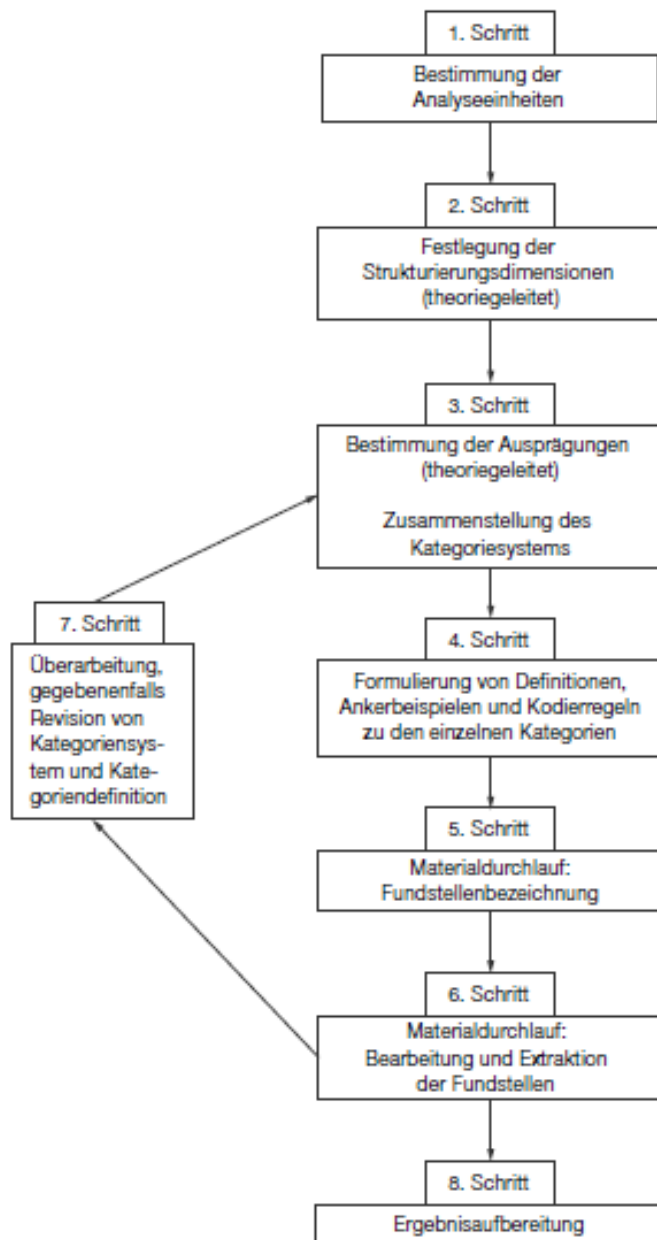 1. Schritt
Bestimmung der
Analyseeinheiten
2. Schritt
Festlegung der
Strukturierungsdimensionen
(theoriegeleitet)
3. Schritt
Bestimmung der Ausprägungen
(theoriegeleitet)
Zusammenstellung des
Kategoriesystems
4. Schritt
Formulierung von Definitionen,
Ankerbeispielen und Kodierregeln
zu den einzelnen Kategorien
5. Schritt
Materialdurchlauf:
Fundstellenbezeichnung
6. Schritt
Materialdurchlauf:
Bearbeitung und Extraktion
der Fundstellen
7. Schritt
Überarbeitung,
gegebenenfalls
Revision von
Kategoriensys-
tem und Kate-
goriendefinition
8. Schritt
Ergebnisaufbereitung